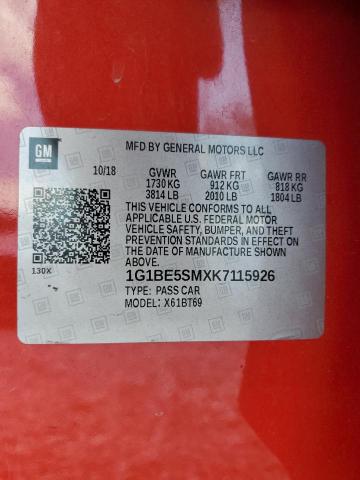 GM
MFD BY GENERAL MOTORS LLC
10/18
GVWR GAWR FRT GAWR RR
1730 KG 912 KG 818 KG
3814 LB 2010 LB 1804 LB
THIS VEHICLE CONFORMS TO ALL
APPLICABLE U.S. FEDERAL MOTOR
VEHICLE SAFETY, BUMPER, AND THEFT
PREVENTION STANDARDS IN EFFECT ON
THE DATE OF MANUFACTURE SHOWN
ABOVE.
130X
1G1BE5SMXK7115926
TYPE: PASS CAR
MODEL: X61BT69